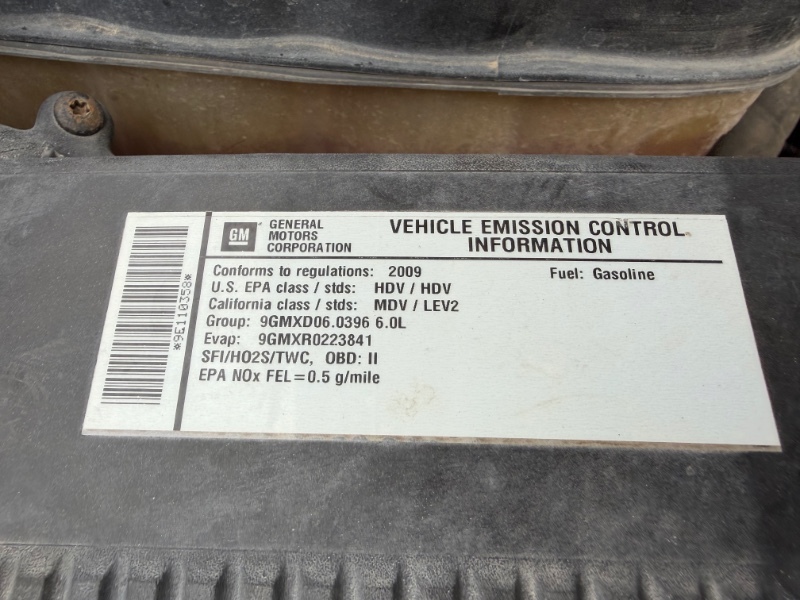 *9E110358*
GM
GENERAL
MOTORS
CORPORATION
VEHICLE EMISSION CONTROL
INFORMATION
Conforms to regulations: 2009
Fuel: Gasoline
U.S. EPA class / stds: HDV / HDV
California class / stds: MDV / LEV2
Group: 9GMXD06.0396 6.0L
Evap: 9GMXR0223841
SFI/HO2S/TWC, OBD: II
EPA NOx FEL=0.5 g/mile